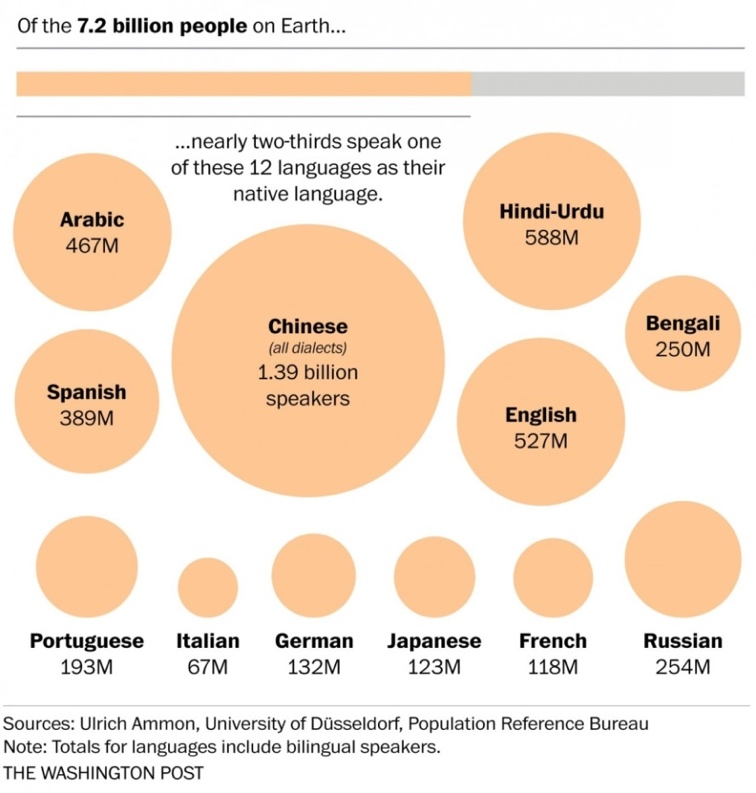 Of the 7.2 billion people on Earth...
...nearly two-thirds speak one
of these 12 languages as their
native language.
Arabic
467M
Hindi-Urdu
588M
Chinese
(all dialects)
1.39 billion
speakers
Bengali
250M
Spanish
389M
English
527M
Portuguese
193M
Italian
67M
German
132M
Japanese
123M
French
118M
Russian
254M
Sources: Ulrich Ammon, University of Düsseldorf, Population Reference Bureau
Note: Totals for languages include bilingual speakers.
THE WASHINGTON POST